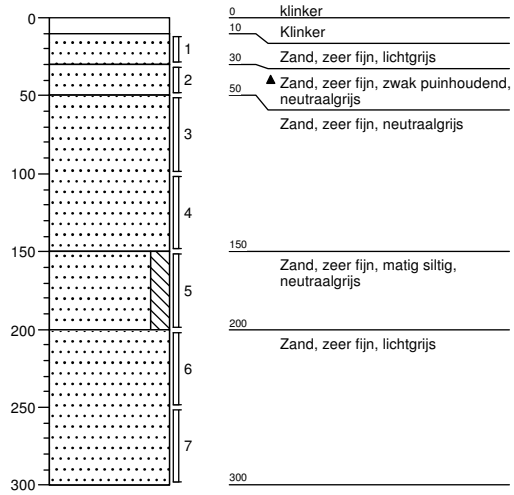 0
50
100
150
200
250
300
1
2
3
4
5
6
7
0 klinker
10 Klinker
Zand, zeer fijn, lichtgrijs
30
Zand, zeer fijn, zwak puinhoudend,
neutraalgrijs
50
Zand, zeer fijn, neutraalgrijs
150
Zand, zeer fijn, matig siltig,
neutraalgrijs
200
Zand, zeer fijn, lichtgrijs
300